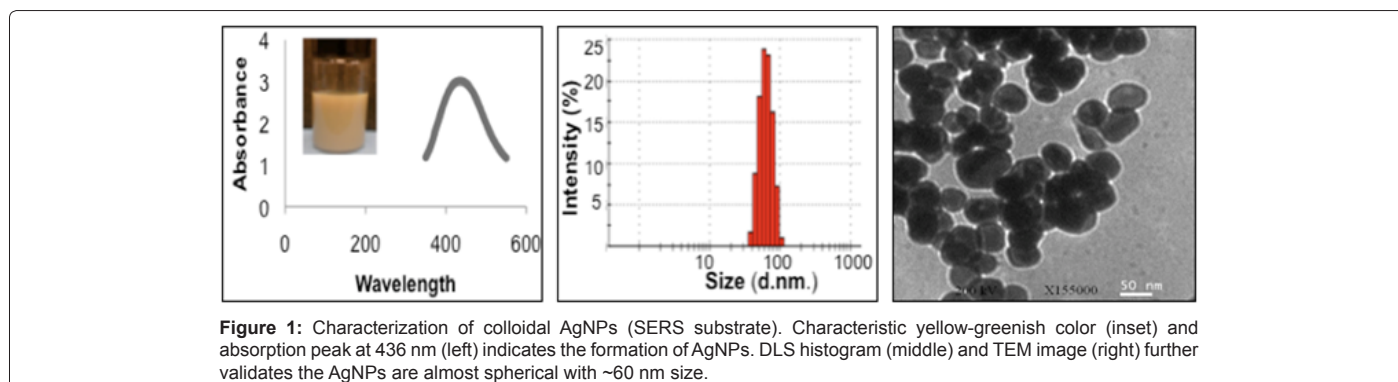 4
3
2
1
0
Absorbance
0 200 400 600
Wavelength
25
20
15
10
5
Intensity (%)
10 100 1000
Size (d.nm.)
200 kV X155000 50 nm
Figure 1: Characterization of colloidal AgNPs (SERS substrate). Characteristic yellow-greenish color (inset) and
absorption peak at 436 nm (left) indicates the formation of AgNPs. DLS histogram (middle) and TEM image (right) further
validates the AgNPs are almost spherical with ~60 nm size.